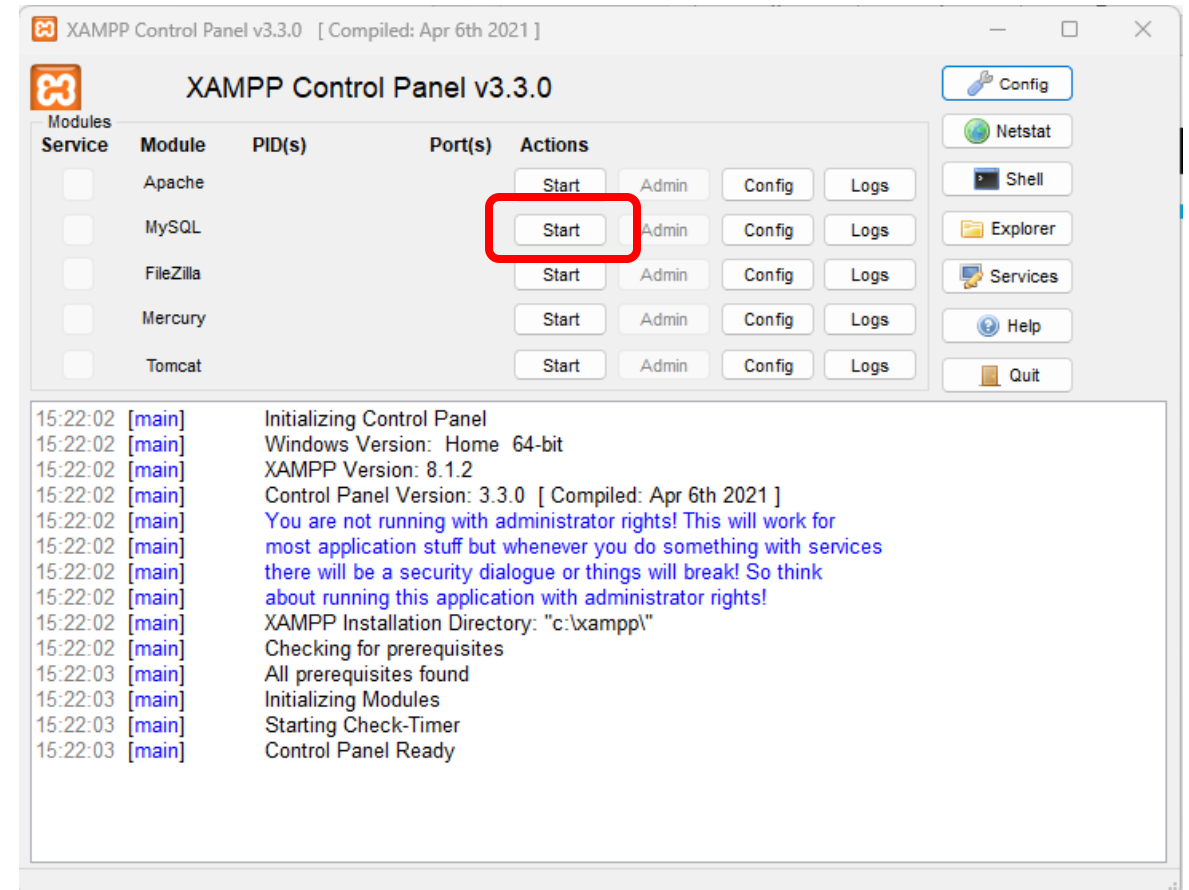 XAMPP Control Panel v3.3.0 [ Compiled: Apr 6th 2021 ]
XAMPP Control Panel v3.3.0
Config
Modules
Service Module PID(s) Port(s) Actions
Netstat
Apache Start Admin Config Logs
Shell
MySQL Start Admin Config Logs
Explorer
FileZilla Start Admin Config Logs
Services
Mercury Start Admin Config Logs
Help
Tomcat Start Admin Config Logs
Quit
15:22:02 [main] Initializing Control Panel
15:22:02 [main] Windows Version: Home 64-bit
15:22:02 [main] XAMPP Version: 8.1.2
15:22:02 [main] Control Panel Version: 3.3.0 [ Compiled: Apr 6th 2021 ]
15:22:02 [main] You are not running with administrator rights! This will work for
15:22:02 [main] most application stuff but whenever you do something with services
15:22:02 [main] there will be a security dialogue or things will break! So think
15:22:02 [main] about running this application with administrator rights!
15:22:02 [main] XAMPP Installation Directory: "c:\xampp\"
15:22:02 [main] Checking for prerequisites
15:22:03 [main] All prerequisites found
15:22:03 [main] Initializing Modules
15:22:03 [main] Starting Check-Timer
15:22:03 [main] Control Panel Ready